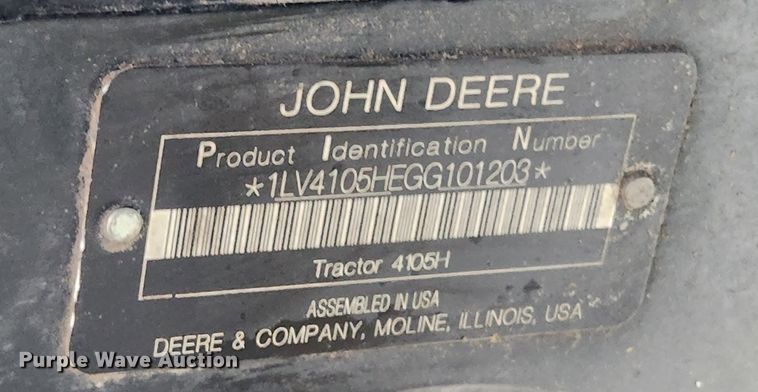 JOHN DEERE
Product Identification Number
*1LV4105HEGG101203*
Tractor 4105H
ASSEMBLED IN USA
DEERE & COMPANY, MOLINE, ILLINOIS, USA
Purple Wave Auction